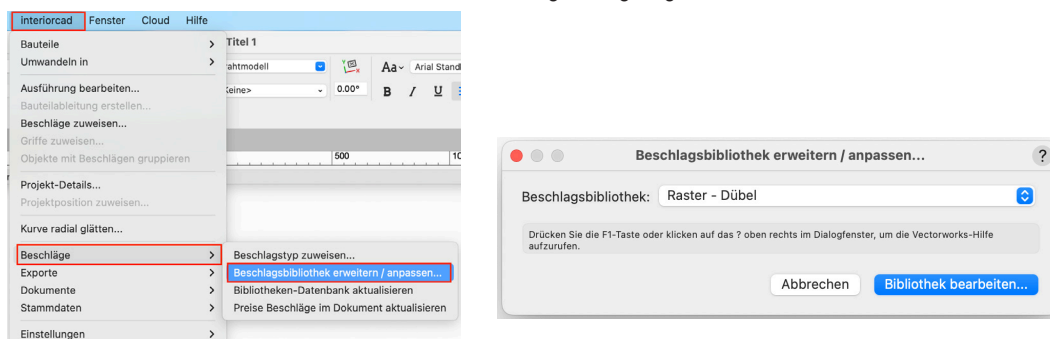 interiorcad Fenster Cloud Hilfe
Bauteile >
Umwandeln in >
Ausführung bearbeiten...
Bauteilableitung erstellen...
Beschläge zuweisen...
Griffe zuweisen...
Objekte mit Beschlägen gruppieren
Projekt-Details...
Projektposition zuweisen...
Kurve radial glätten...
Beschläge >
Exporte >
Dokumente >
Stammdaten >
Einstellungen >
Titel 1
ahtmodell Aa Arial Stand
Keine> 0.00° B I U
500 10
Beschlagstyp zuweisen...
Beschlagsbibliothek erweitern / anpassen...
Bibliotheken-Datenbank aktualisieren
Preise Beschläge im Dokument aktualisieren
Beschlagsbibliothek erweitern / anpassen... ?
Beschlagsbibliothek: Raster - Dübel
Drücken Sie die F1-Taste oder klicken auf das ? oben rechts im Dialogfenster, um die Vectorworks-Hilfe
aufzurufen.
Abbrechen Bibliothek bearbeiten...